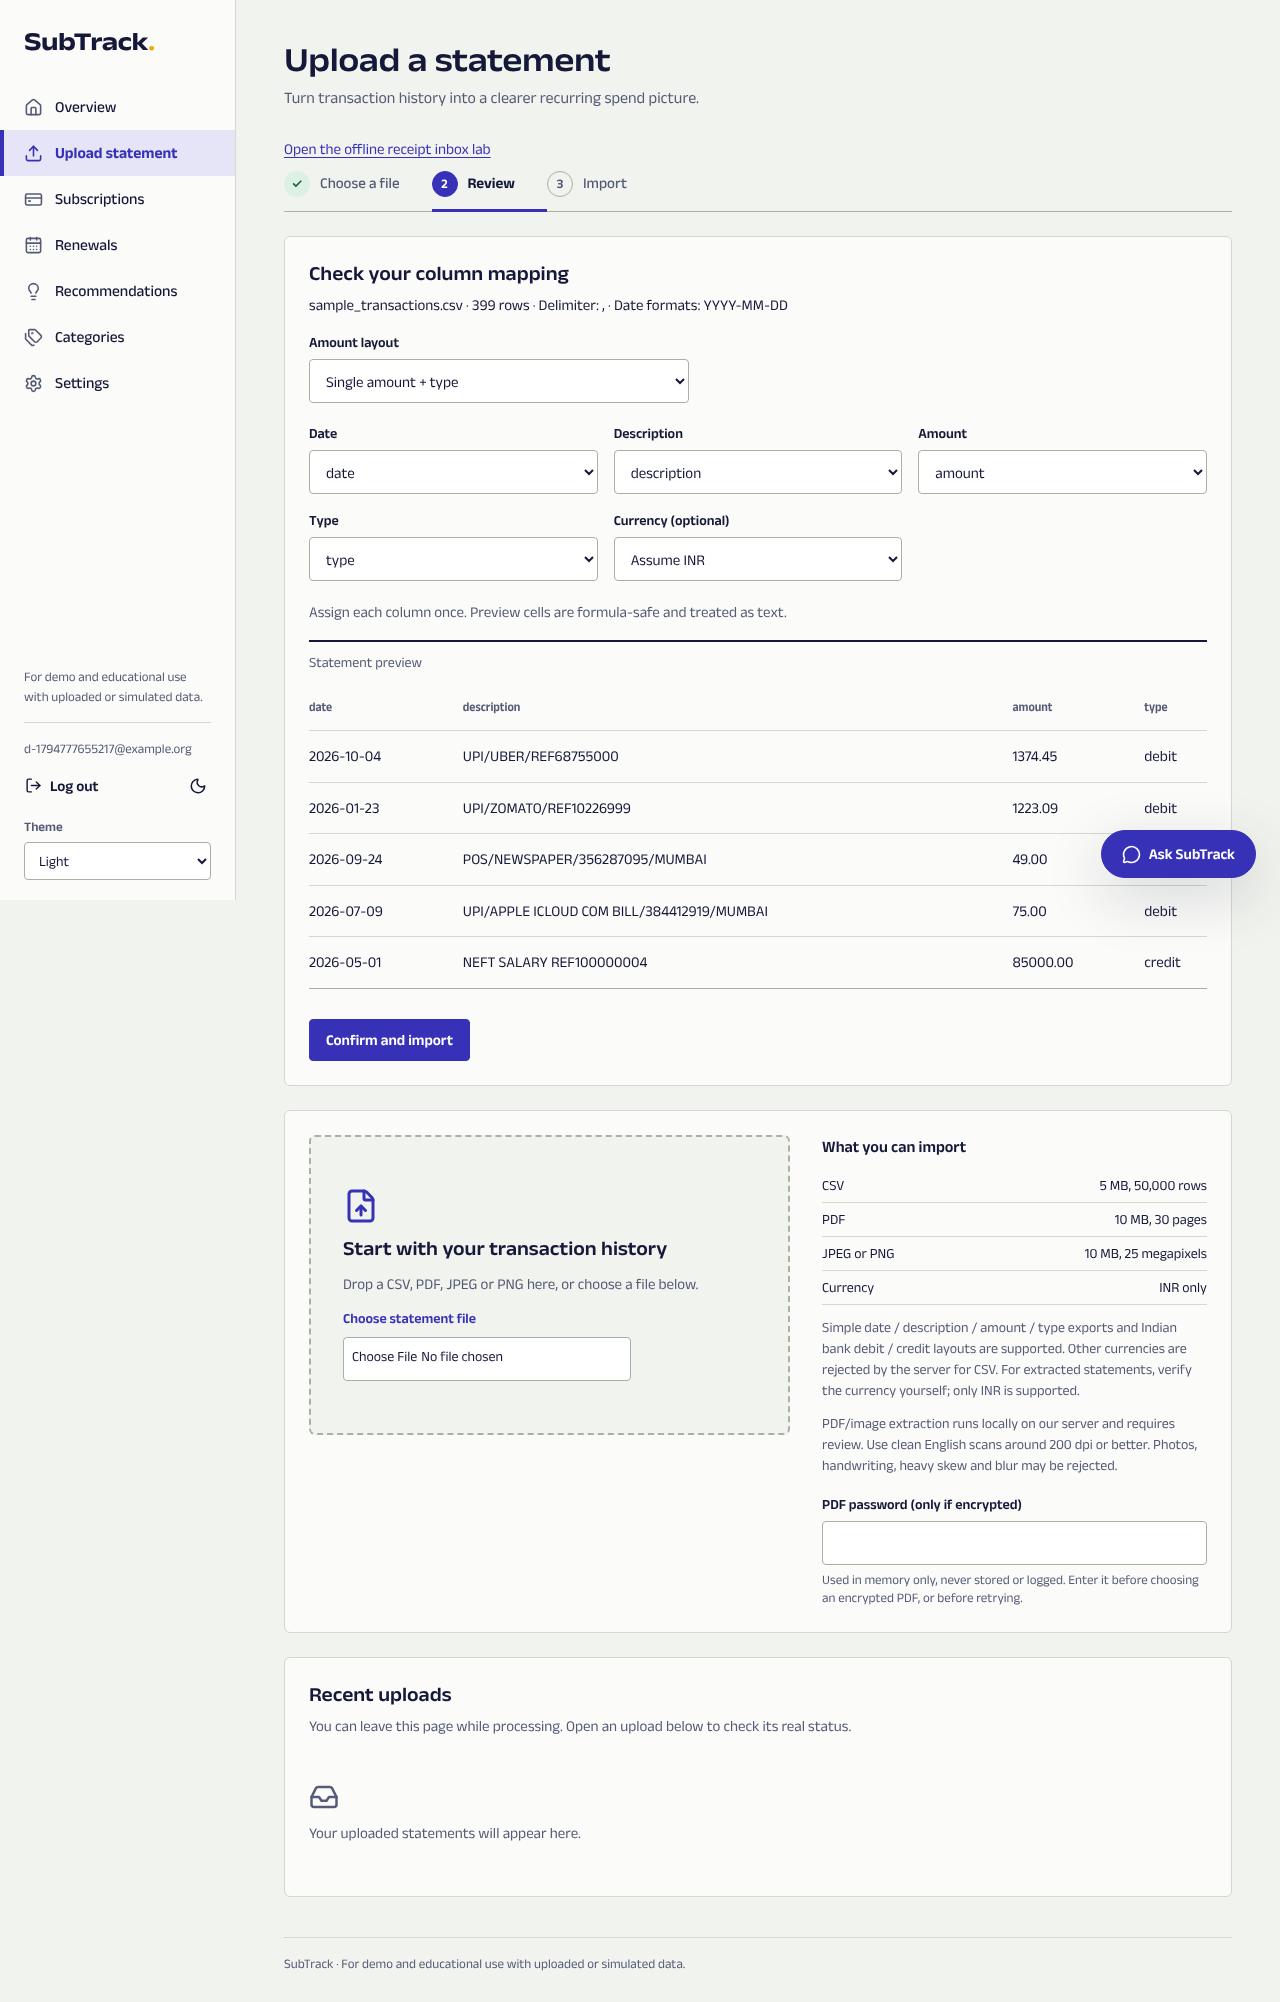 SubTrack.
Overview
Upload statement
Subscriptions
Renewals
Recommendations
Categories
Settings
For demo and educational use
with uploaded or simulated data.
d-1794777655217@example.org
Log out
Theme
Light
Upload a statement
Turn transaction history into a clearer recurring spend picture.
Open the offline receipt inbox lab
Choose a file
2 Review
3 Import
Check your column mapping
sample_transactions.csv · 399 rows · Delimiter: , · Date formats: YYYY-MM-DD
Amount layout
Single amount + type
Date Description Amount
date description amount
Type Currency (optional)
type Assume INR
Assign each column once. Preview cells are formula-safe and treated as text.
Statement preview
date description amount type
2026-10-04 UPI/UBER/REF68755000 1374.45 debit
2026-01-23 UPI/ZOMATO/REF10226999 1223.09 debit
2026-09-24 POS/NEWSPAPER/356287095/MUMBAI 49.00
Ask SubTrack
2026-07-09 UPI/APPLE ICLOUD COM BILL/384412919/MUMBAI 75.00 debit
2026-05-01 NEFT SALARY REF100000004 85000.00 credit
Confirm and import
Start with your transaction history
Drop a CSV, PDF, JPEG or PNG here, or choose a file below.
Choose statement file
Choose File No file chosen
What you can import
CSV 5 MB, 50,000 rows
PDF 10 MB, 30 pages
JPEG or PNG 10 MB, 25 megapixels
Currency INR only
Simple date / description / amount / type exports and Indian
bank debit / credit layouts are supported. Other currencies are
rejected by the server for CSV. For extracted statements, verify
the currency yourself; only INR is supported.
PDF/image extraction runs locally on our server and requires
review. Use clean English scans around 200 dpi or better. Photos,
handwriting, heavy skew and blur may be rejected.
PDF password (only if encrypted)
Used in memory only, never stored or logged. Enter it before choosing
an encrypted PDF, or before retrying.
Recent uploads
You can leave this page while processing. Open an upload below to check its real status.
Your uploaded statements will appear here.
SubTrack · For demo and educational use with uploaded or simulated data.